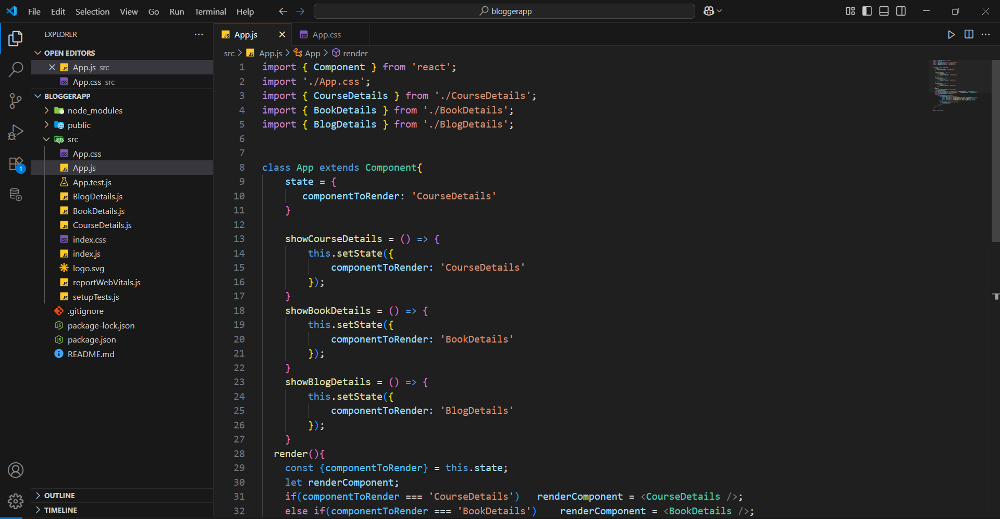 File Edit Selection View Go Run Terminal Help
bloggerapp
EXPLORER
OPEN EDITORS
App.js src
App.css src
BLOGGERAPP
node_modules
public
src
App.css
App.js
App.test.js
BlogDetails.js
BookDetails.js
CourseDetails.js
index.css
index.js
logo.svg
reportWebVitals.js
setupTests.js
.gitignore
package-lock.json
package.json
README.md
OUTLINE
TIMELINE
1
App.js
App.css
src > App.js > App > render
1 import { Component } from 'react';
2 import './App.css';
3 import { CourseDetails } from './CourseDetails';
4 import { BookDetails } from './BookDetails';
5 import { BlogDetails } from './BlogDetails';
6
7
8 class App extends Component{
9     state = {
10        componentToRender: 'CourseDetails'
11     }
12
13     showCourseDetails = () => {
14         this.setState({
15             componentToRender: 'CourseDetails'
16         });
17     }
18     showBookDetails = () => {
19         this.setState({
20             componentToRender: 'BookDetails'
21         });
22     }
23     showBlogDetails = () => {
24         this.setState({
25             componentToRender: 'BlogDetails'
26         });
27     }
28   render(){
29     const {componentToRender} = this.state;
30     let renderComponent;
31     if(componentToRender === 'CourseDetails')   renderComponent = <CourseDetails />;
32     else if(componentToRender === 'BookDetails')    renderComponent = <BookDetails />;